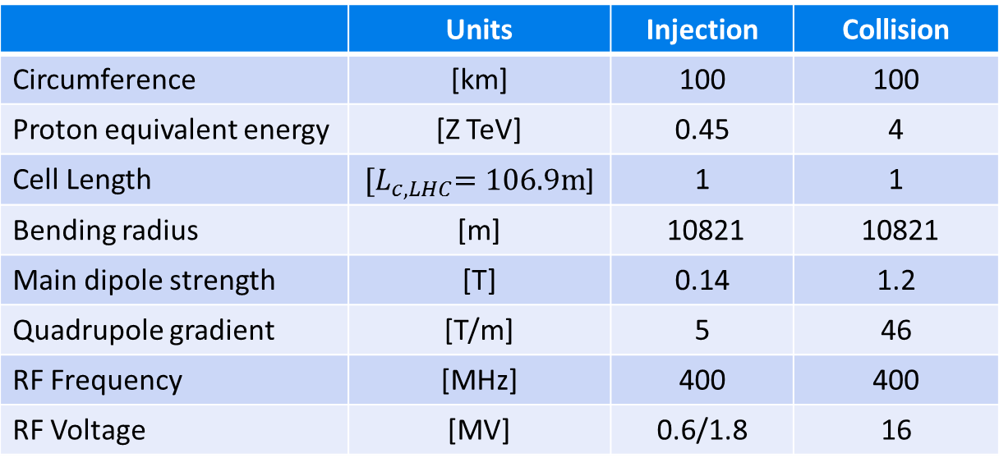 Units Injection Collision
Circumference [km] 100 100
Proton equivalent energy [Z TeV] 0.45 4
Cell Length [L_{c,LHC} = 106.9m] 1 1
Bending radius [m] 10821 10821
Main dipole strength [T] 0.14 1.2
Quadrupole gradient [T/m] 5 46
RF Frequency [MHz] 400 400
RF Voltage [MV] 0.6/1.8 16